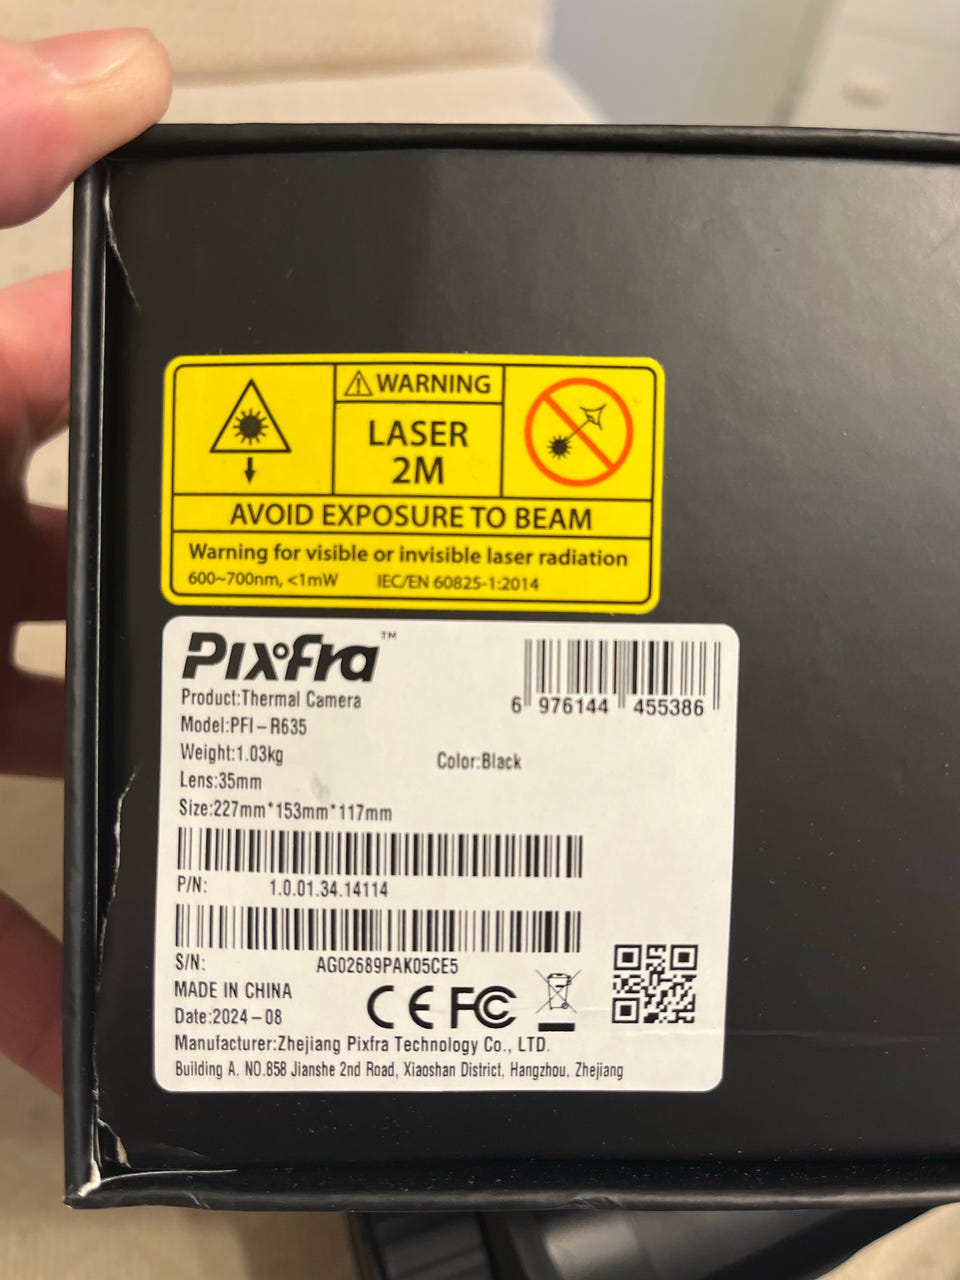 WARNING
LASER
2M
AVOID EXPOSURE TO BEAM
Warning for visible or invisible laser radiation
600~700nm, <1mW IEC/EN 60825-1:2014
Pixfra™
Product:Thermal Camera
Model:PFI-R635
Weight:1.03kg
Color:Black
Lens:35mm
Size:227mm*153mm*117mm
6 976144 455386
P/N: 1.0.01.34.14114
S/N: AG02689PAK05CE5
MADE IN CHINA
Date:2024-08
CE FC
Manufacturer:Zhejiang Pixfra Technology Co., LTD.
Building A, NO.858 Jianshe 2nd Road, Xiaoshan District, Hangzhou, Zhejiang